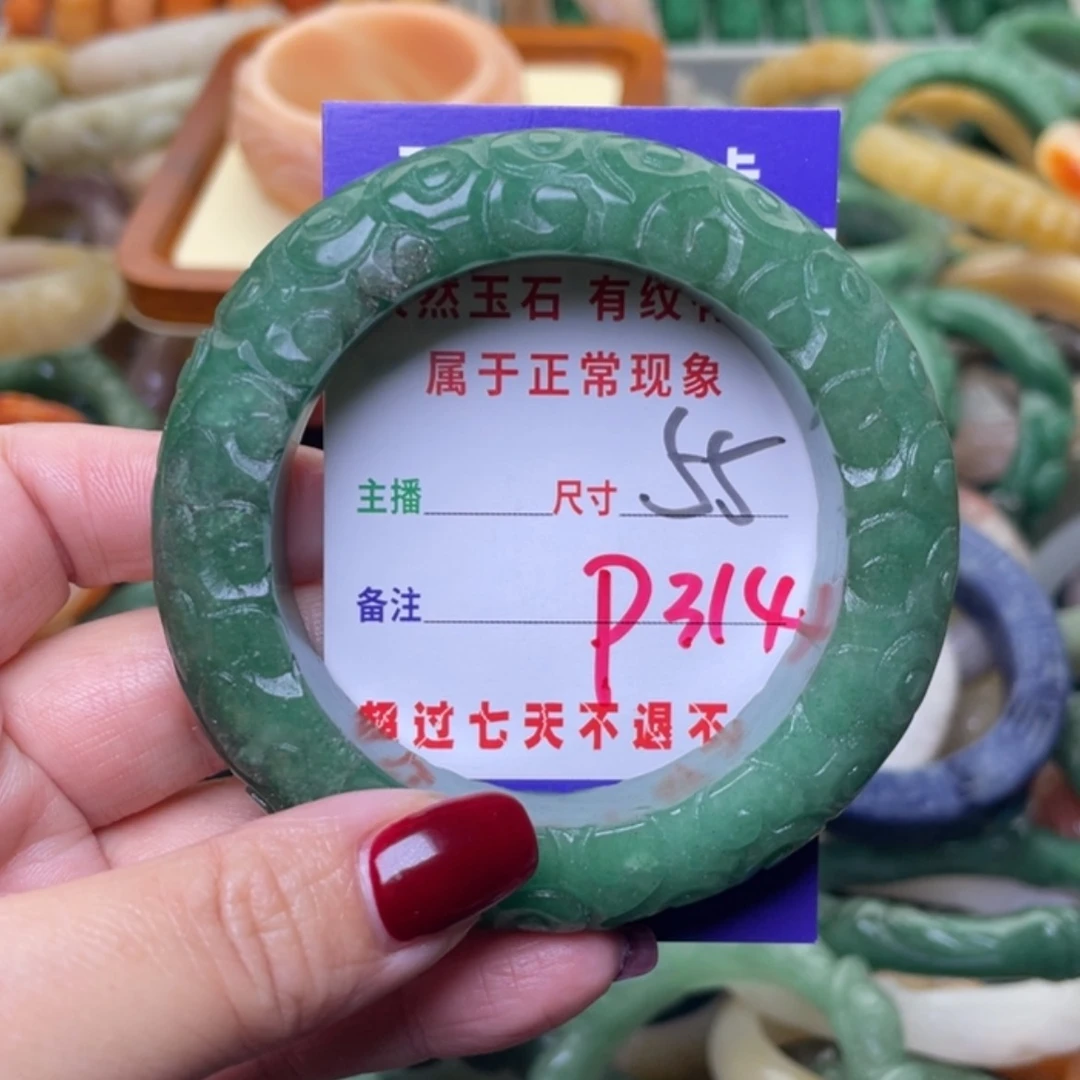 然玉石 有纹
属于正常现象
主播 尺寸 55
备注 P314
超过七天不退不